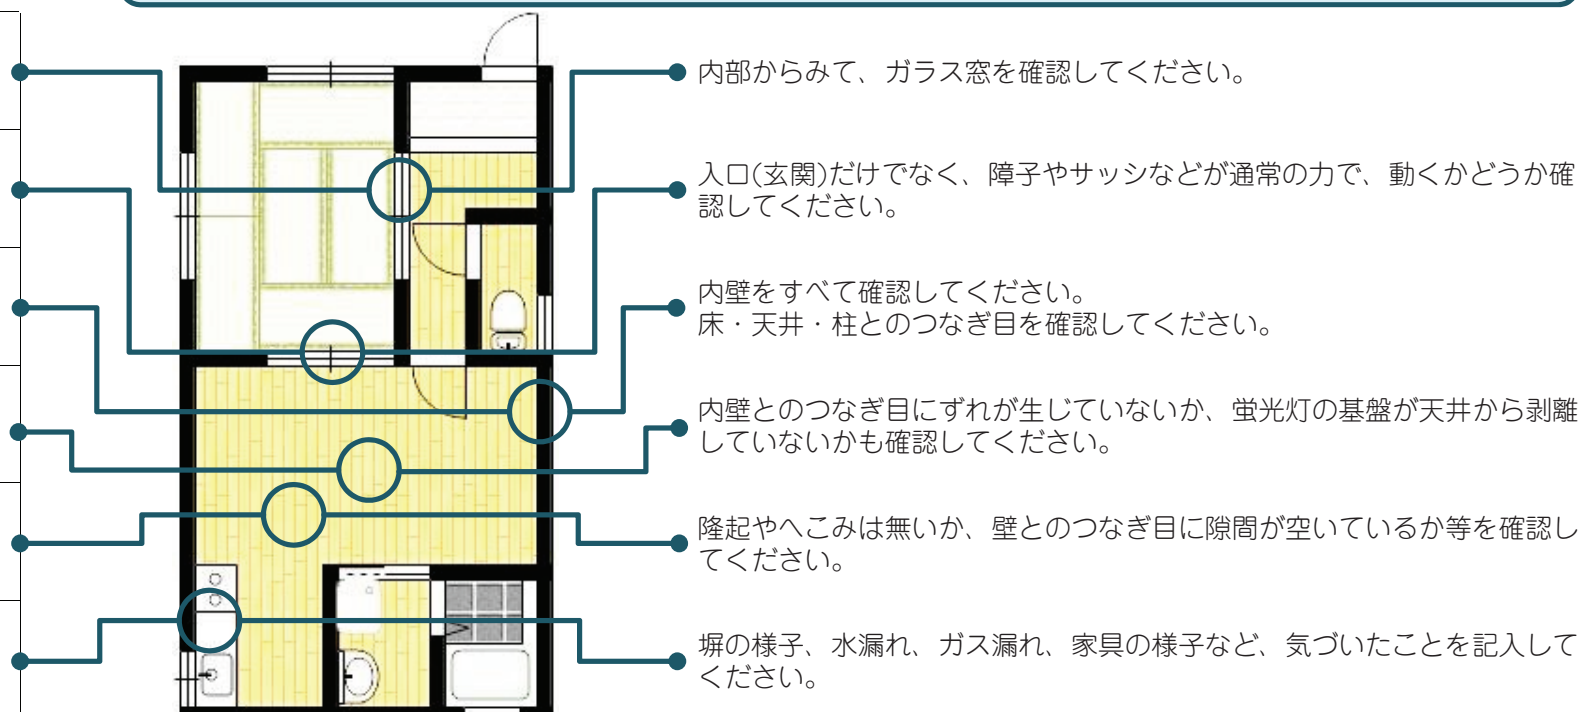 内部からみて、ガラス窓を確認してください。
入口(玄関)だけでなく、障子やサッシなどが通常の力で、動くかどうか確
認してください。
内壁をすべて確認してください。
床・天井・柱とのつなぎ目を確認してください。
内壁とのつなぎ目にずれが生じていないか、蛍光灯の基盤が天井から剥離
していないかも確認してください。
隆起やへこみは無いか、壁とのつなぎ目に隙間が空いているか等を確認し
てください。
塀の様子、水漏れ、ガス漏れ、家具の様子など、気づいたことを記入して
ください。